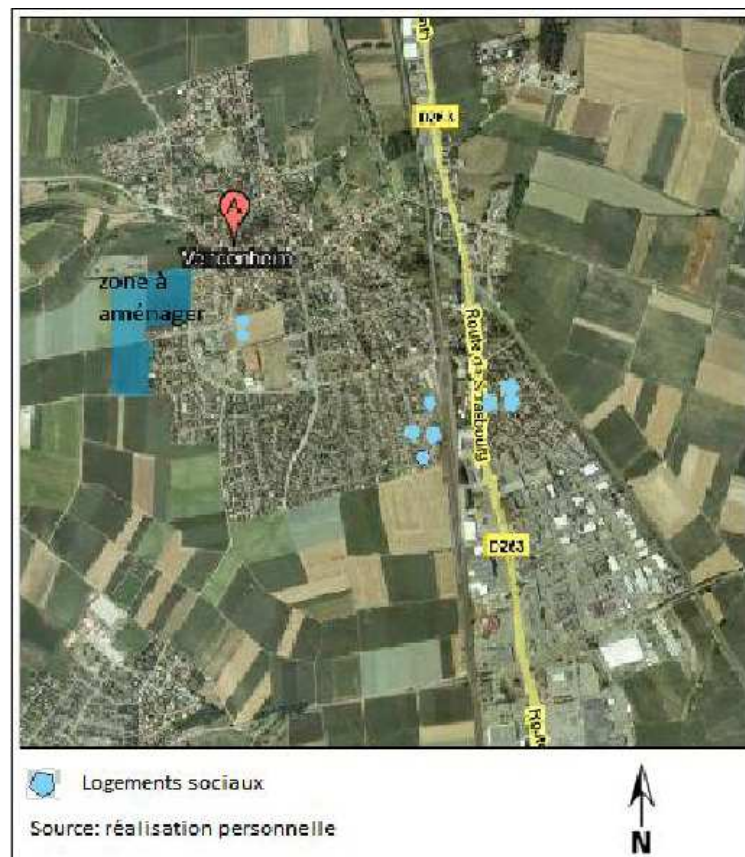 D263
A
Vendenheim
zone à
aménager
Route de Strasbourg
D263
Logements sociaux
Source: réalisation personnelle
N